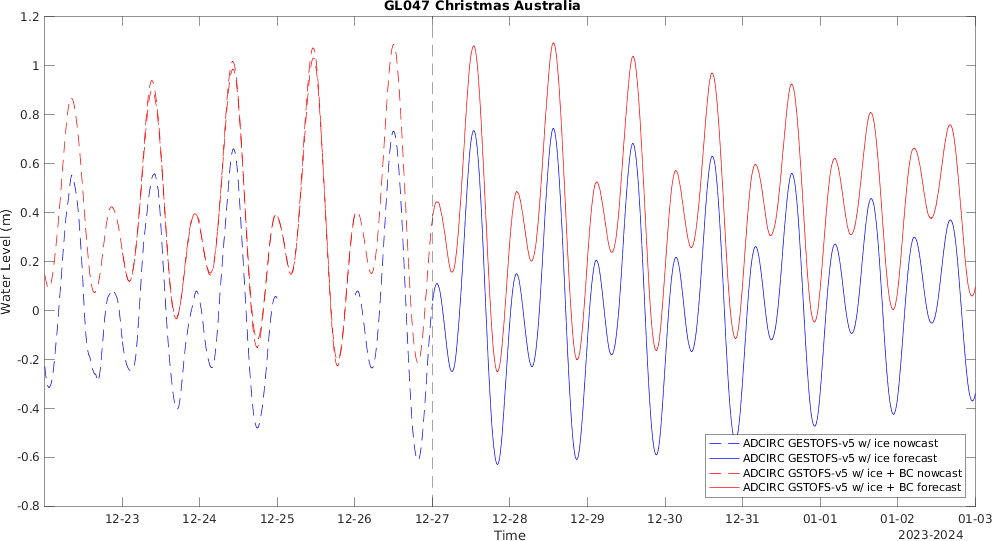 GL047 Christmas Australia
1.2
1
0.8
0.6
0.4
0.2
0
-0.2
-0.4
-0.6
-0.8
Water Level (m)
ADCIRC GESTOFS-v5 w/ ice nowcast
ADCIRC GESTOFS-v5 w/ ice forecast
ADCIRC GSTOFS-v5 w/ ice + BC nowcast
ADCIRC GSTOFS-v5 w/ ice + BC forecast
12-23 12-24 12-25 12-26 12-27 12-28 12-29 12-30 12-31 01-01 01-02 01-03
Time
2023-2024